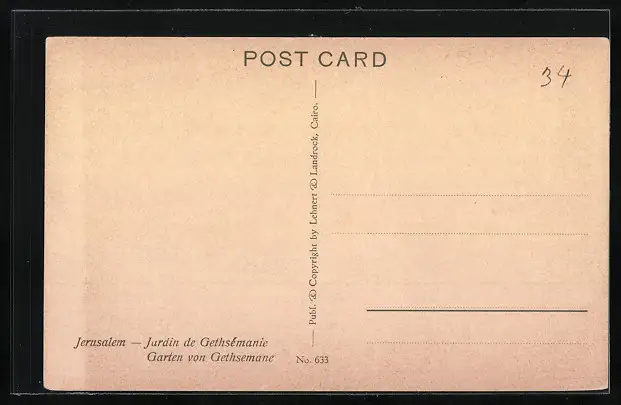 POST CARD
34
Publ. & Copyright by Lehnert & Landrock, Cairo.
Jerusalem — Jardin de Gethsémanie
Garten von Gethsemane
No. 633